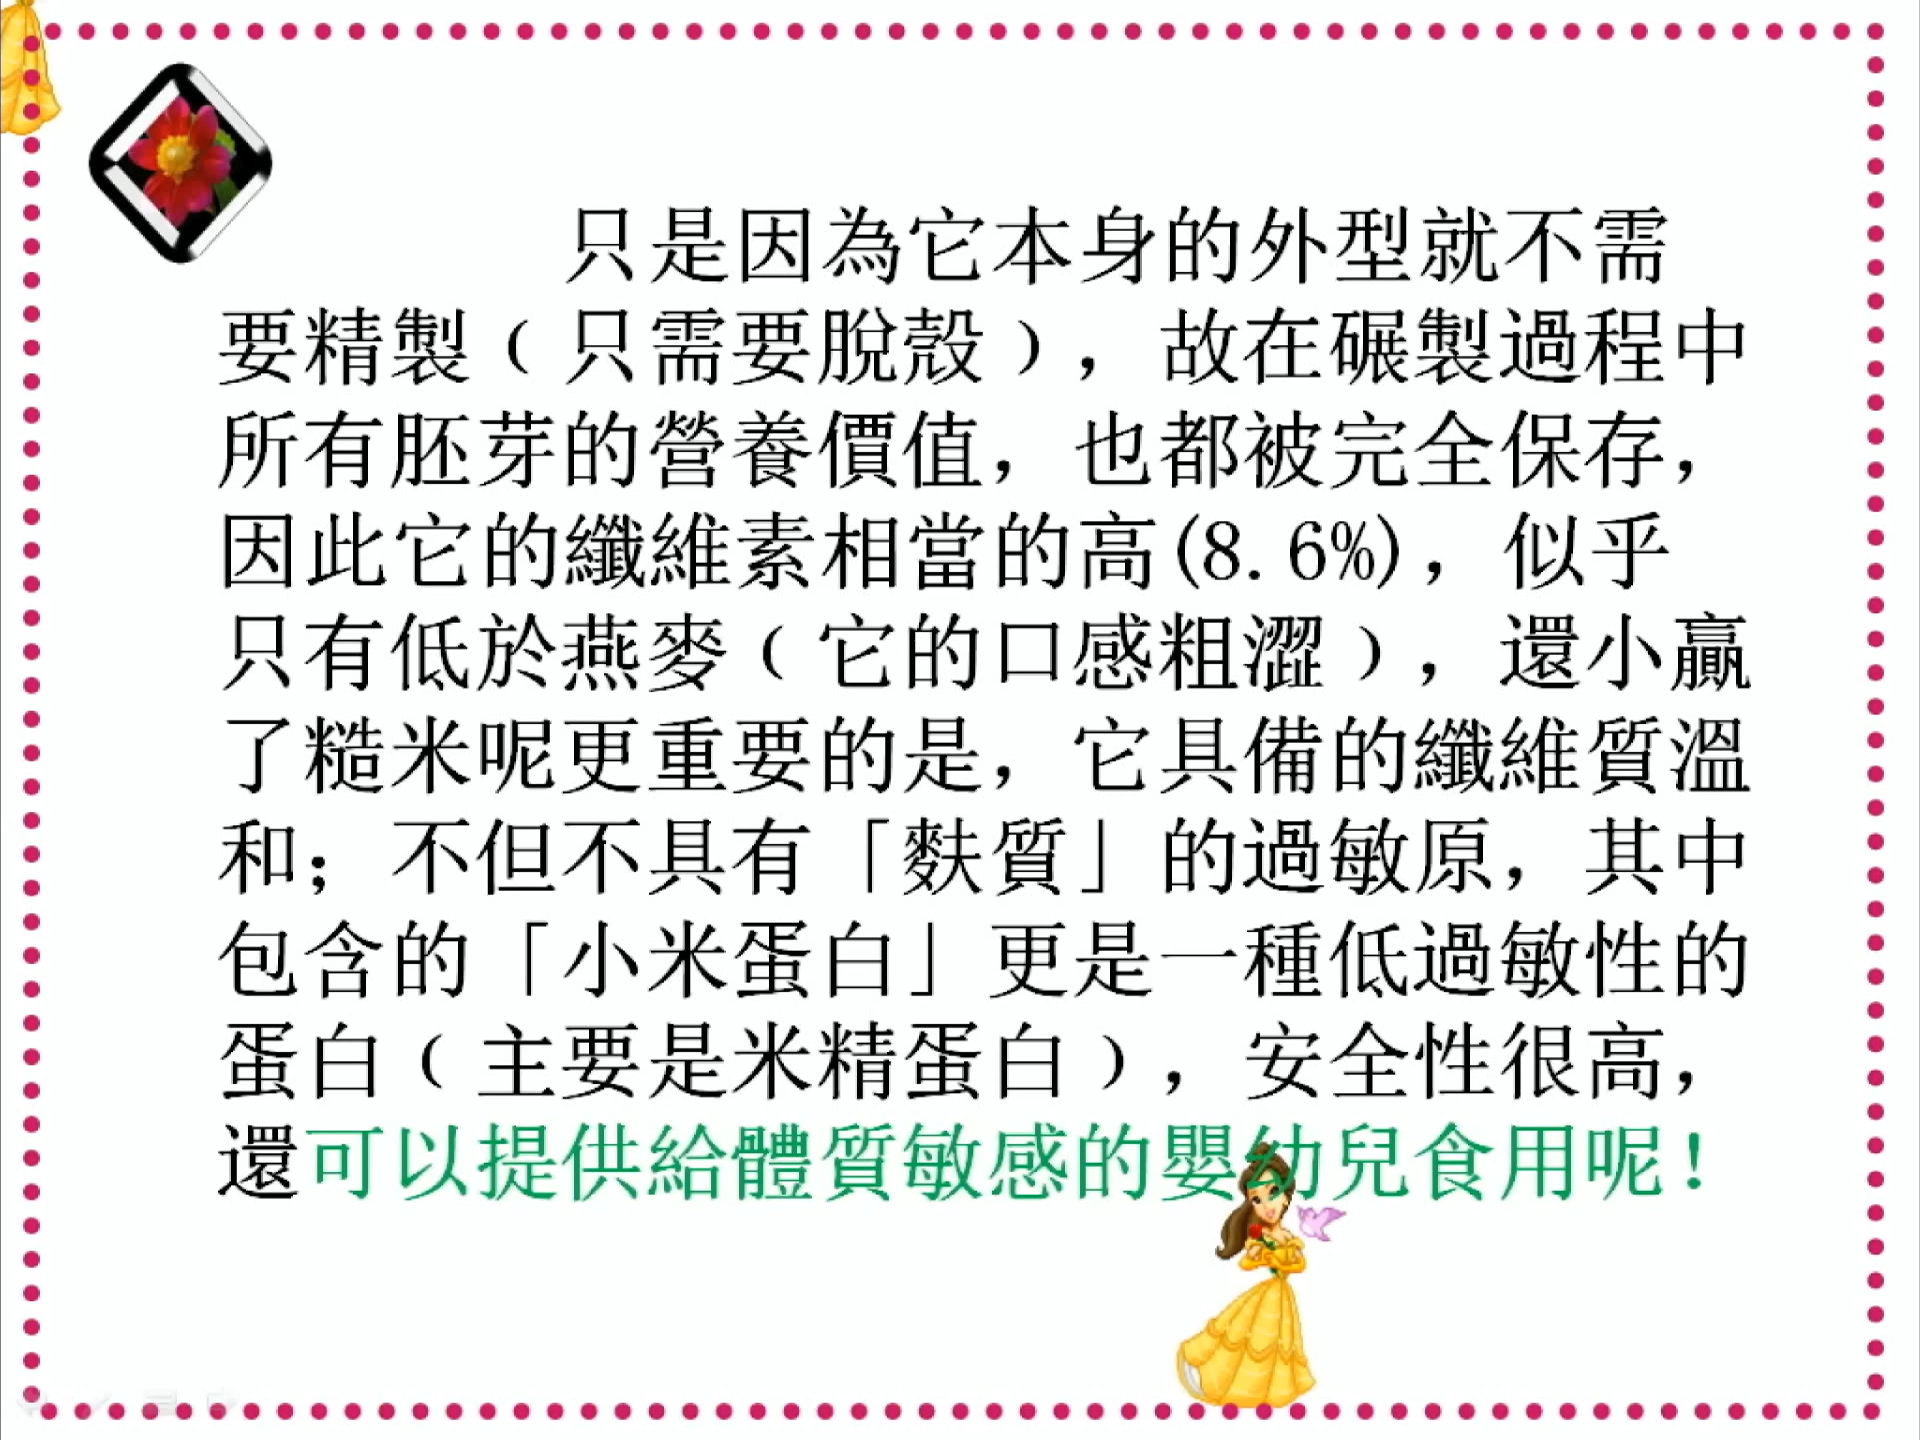 只是因為它本身的外型就不需
要精製（只需要脫殼），故在碾製過程中
所有胚芽的營養價值，也都被完全保存，
因此它的纖維素相當的高(8.6%)，似乎
只有低於燕麥（它的口感粗澀），還小贏
了糙米呢更重要的是，它具備的纖維質溫
和；不但不具有「麩質」的過敏原，其中
包含的「小米蛋白」更是一種低過敏性的
蛋白（主要是米精蛋白），安全性很高，
還可以提供給體質敏感的嬰幼兒食用呢！